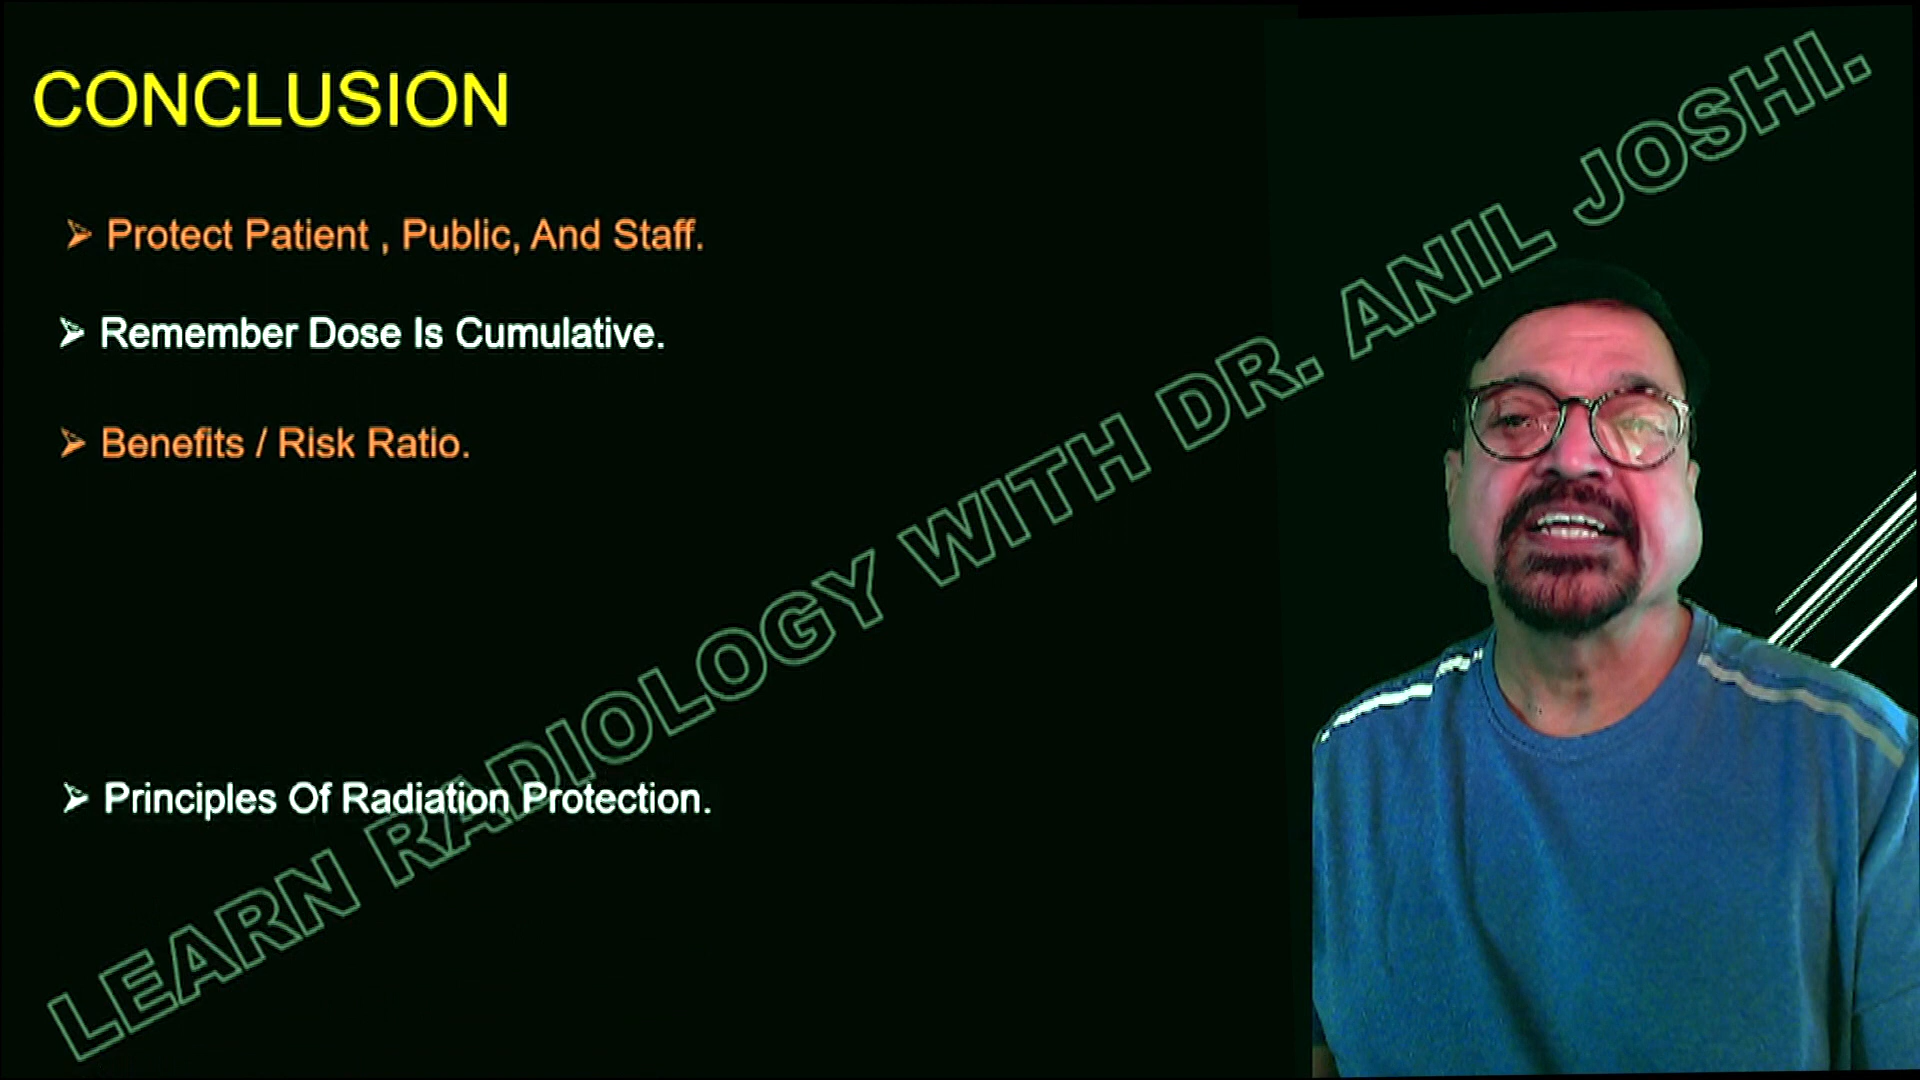 CONCLUSION
➢ Protect Patient , Public, And Staff.
➢ Remember Dose Is Cumulative.
➢ Benefits / Risk Ratio.
➢ Principles Of Radiation Protection.
LEARN RADIOLOGY WITH DR. ANIL JOSHI.